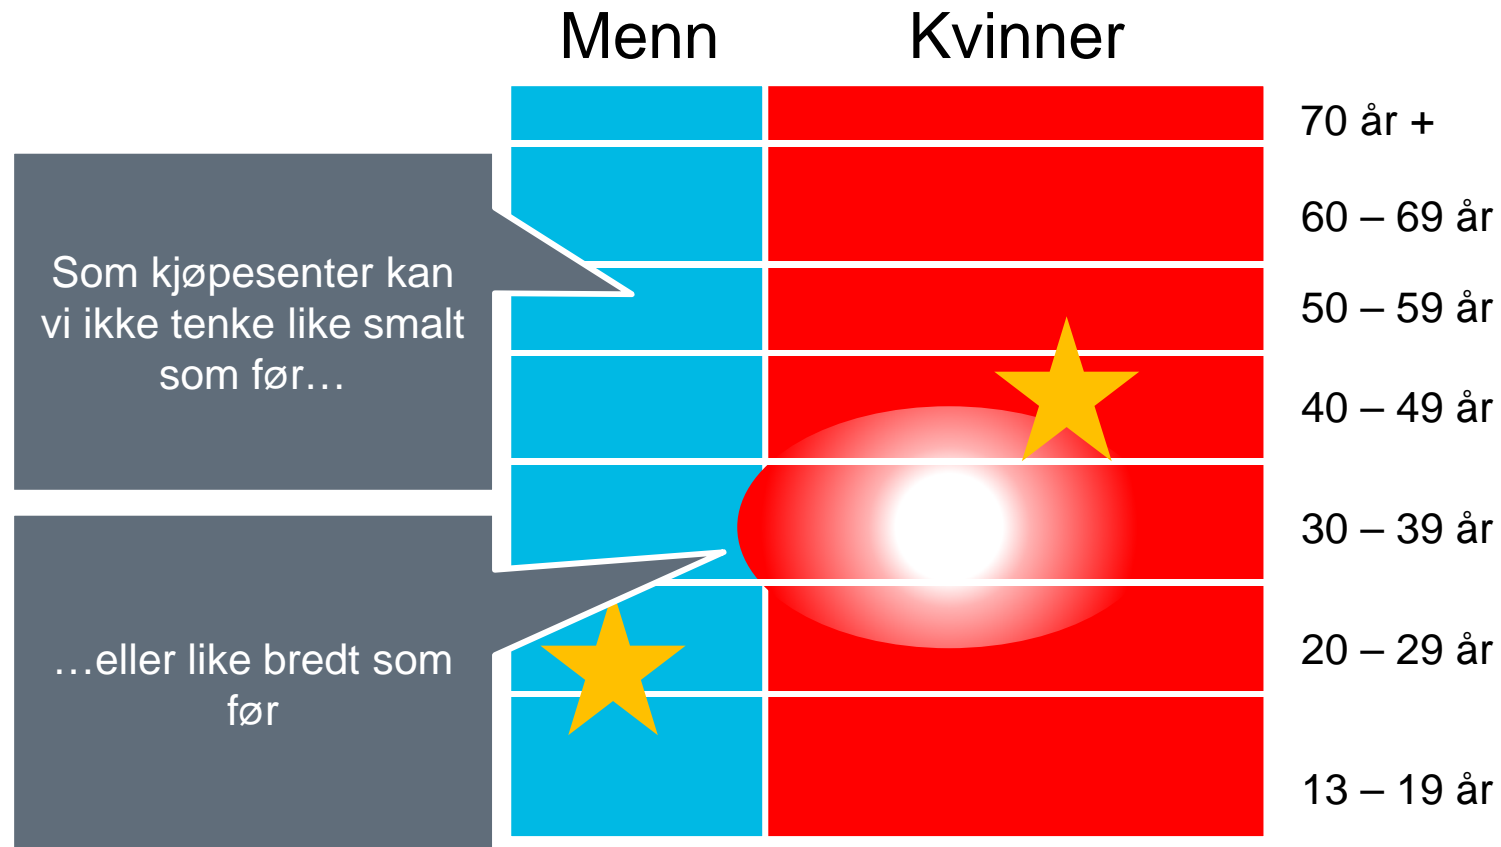 Menn Kvinner
70 år +
60 – 69 år
Som kjøpesenter kan
vi ikke tenke like smalt
som før…
50 – 59 år
40 – 49 år
30 – 39 år
…eller like bredt som
før
20 – 29 år
13 – 19 år